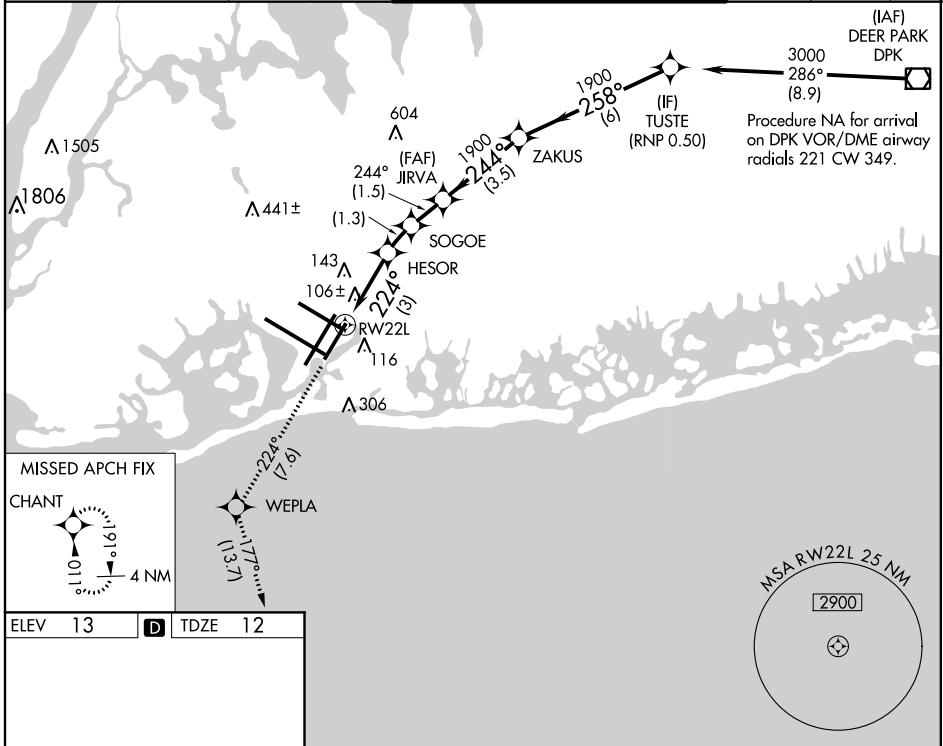 (IAF)
DEER PARK
DPK
3000
286°
(8.9)
1900
258°
(6)
(IF)
TUSTE
(RNP 0.50)
Procedure NA for arrival
on DPK VOR/DME airway
radials 221 CW 349.
604
1505
1806
441±
(FAF)
JIRVA
1900
244°
(3.5)
ZAKUS
244°
(1.5)
(1.3)
SOGOE
HESOR
143
106±
224°
(3)
RW22L
116
306
224°
(7.6)
WEPLA
177°
(13.7)
MISSED APCH FIX
CHANT
191°
011°
4 NM
MSA RW22L 25 NM
2900
ELEV 13 D TDZE 12